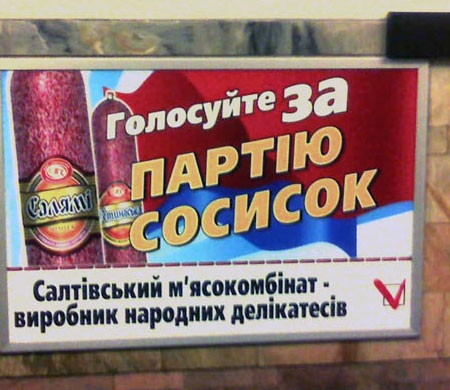 Голосуйте за
ПАРТІЮ
СОСИСОК
Салямі
Салтівський м'ясокомбінат -
виробник народних делікатесів